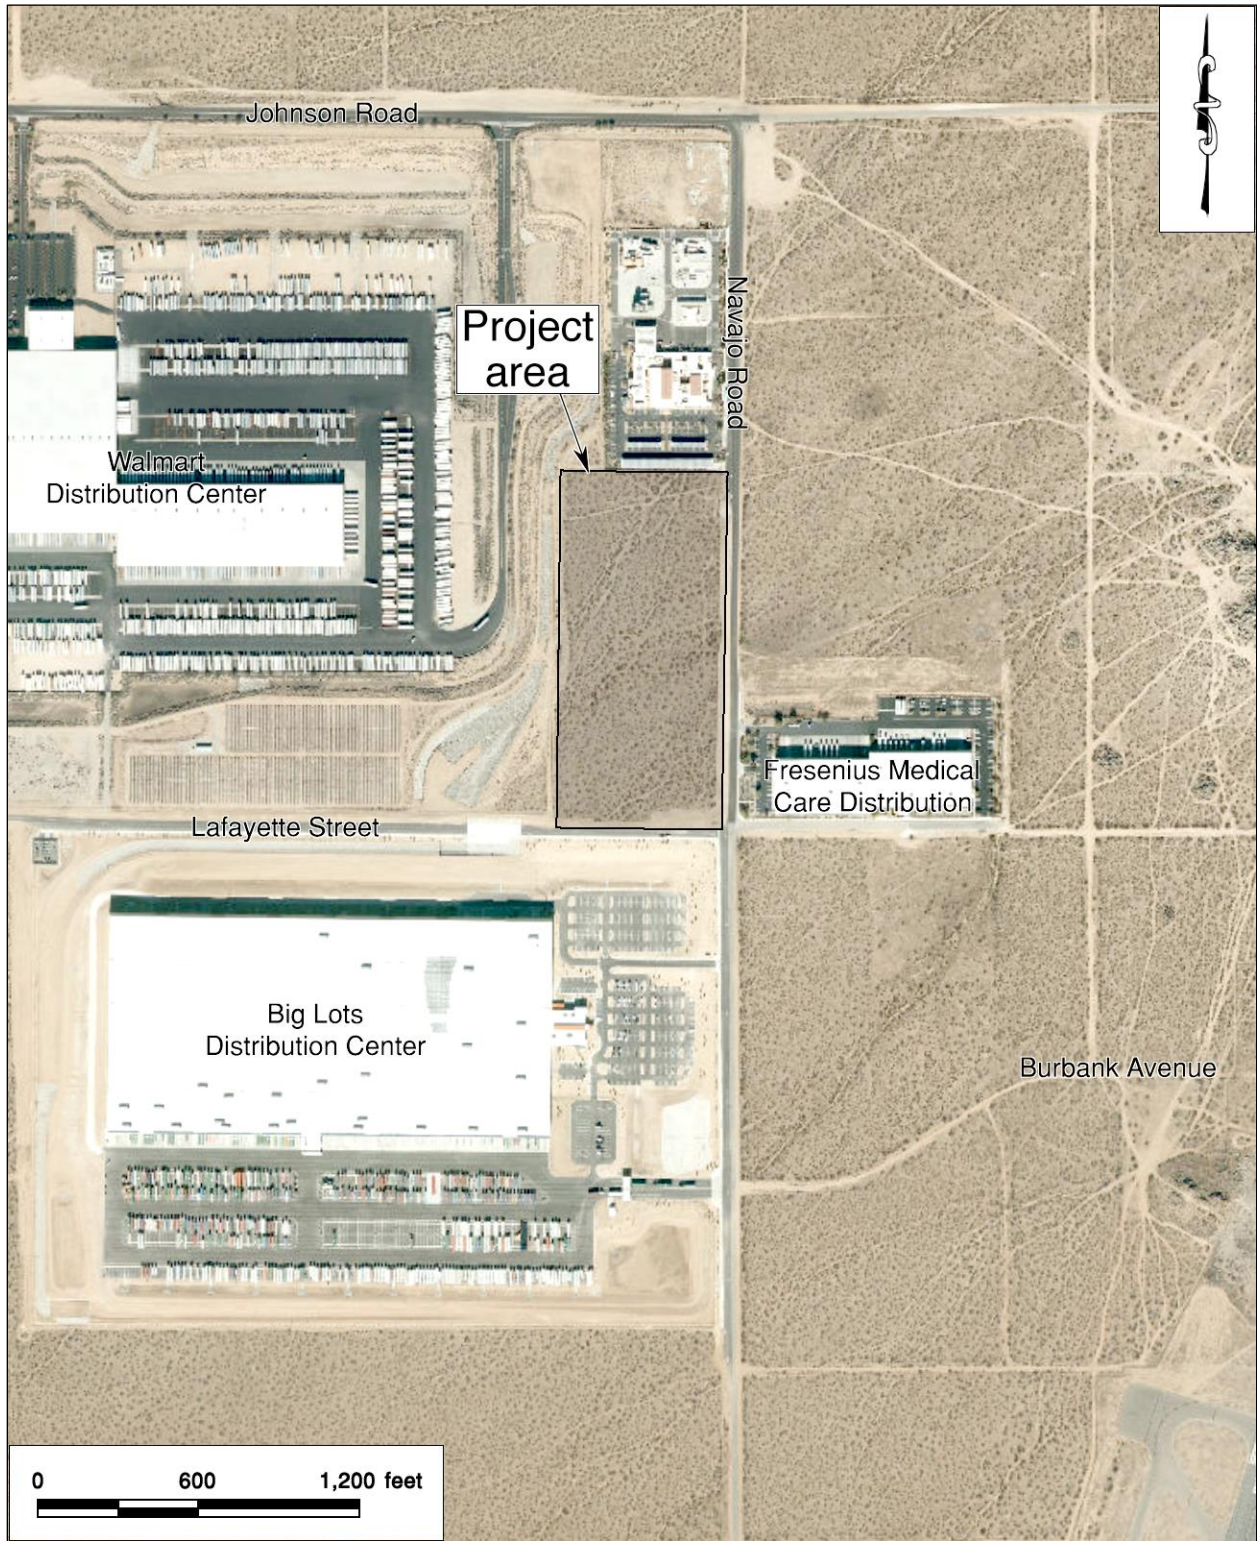 Johnson Road
Navajo Road
Project
area
Walmart
Distribution Center
Fresenius Medical
Care Distribution
Lafayette Street
Big Lots
Distribution Center
Burbank Avenue
0 600 1,200 feet